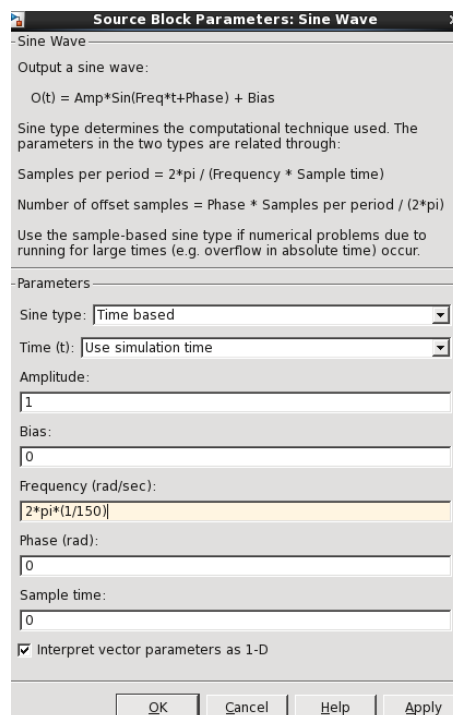 Source Block Parameters: Sine Wave
Sine Wave
Output a sine wave:
O(t) = Amp*Sin(Freq*t+Phase) + Bias
Sine type determines the computational technique used. The
parameters in the two types are related through:
Samples per period = 2*pi / (Frequency * Sample time)
Number of offset samples = Phase * Samples per period / (2*pi)
Use the sample-based sine type if numerical problems due to
running for large times (e.g. overflow in absolute time) occur.
Parameters
Sine type: Time based
Time (t): Use simulation time
Amplitude:
1
Bias:
0
Frequency (rad/sec):
2*pi*(1/150)
Phase (rad):
0
Sample time:
0
Interpret vector parameters as 1-D
OK Cancel Help Apply